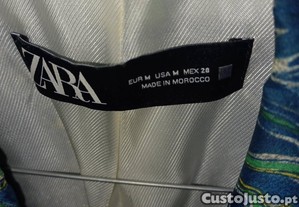 ZARA
EUR M USA M MEX 28
MADE IN MOROCCO
CustoJusto.pt